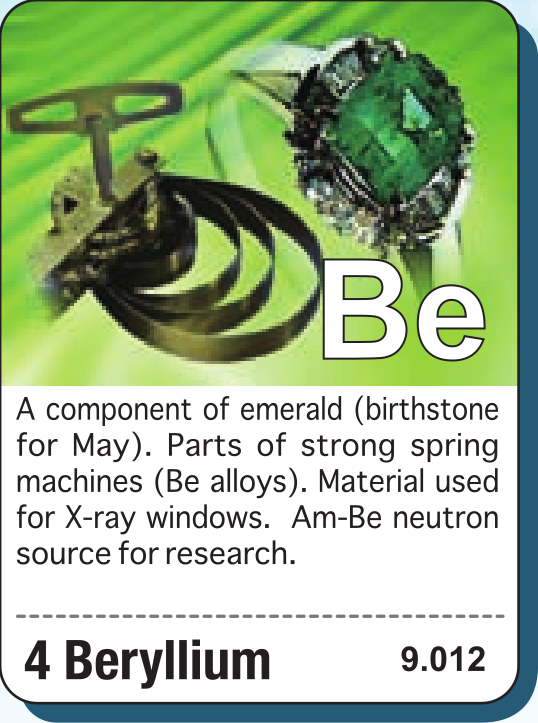 Be
A component of emerald (birthstone
for May). Parts of strong spring
machines (Be alloys). Material used
for X-ray windows.  Am-Be neutron
source for research.
4 Beryllium 9.012